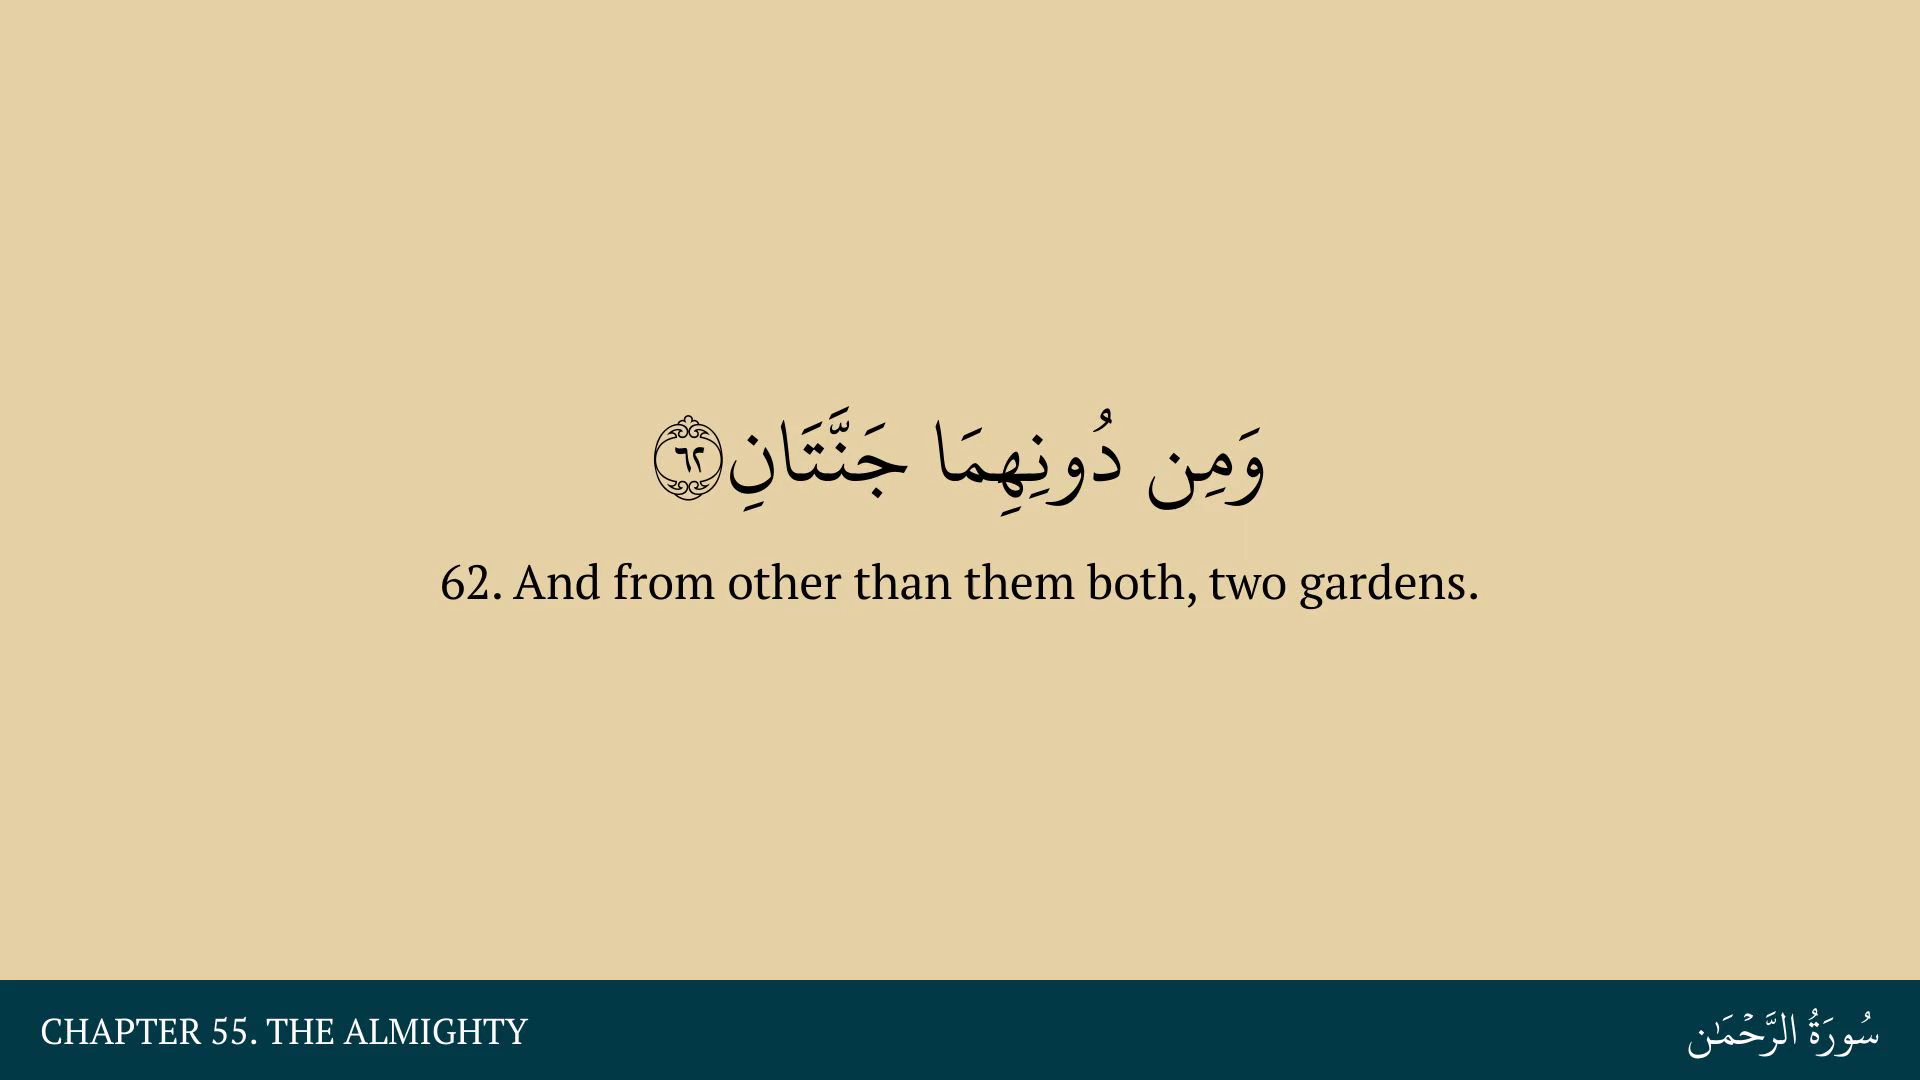 وَمِن دُونِهِمَا جَنَّتَانِ ٦٢
62. And from other than them both, two gardens.
CHAPTER 55. THE ALMIGHTY
سُورَةُ الرَّحۡمَـٰن